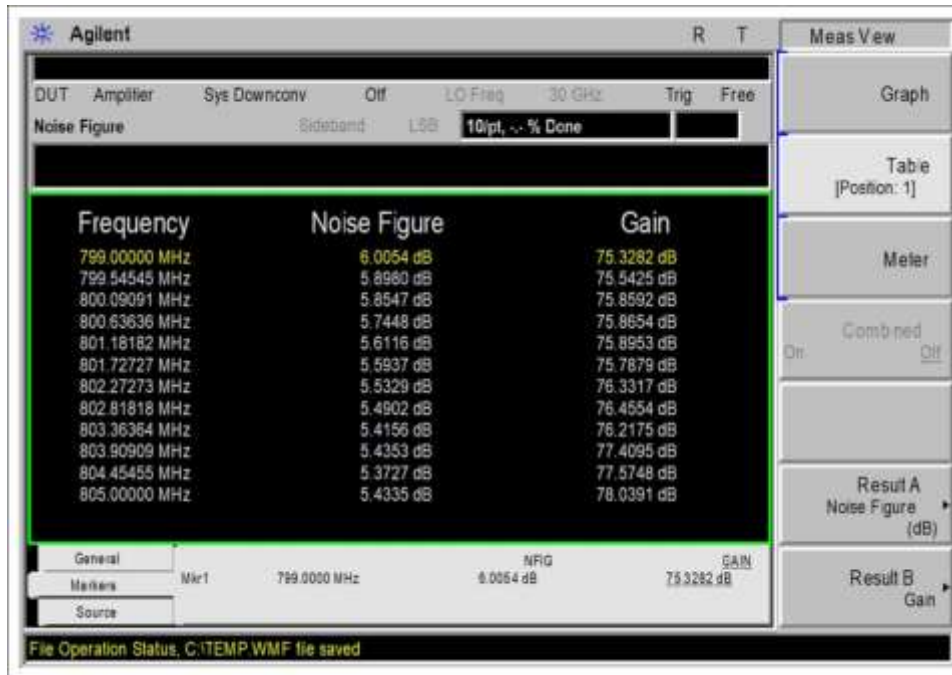 Agilent
R T
Meas View
DUT Amplifier Sys Downconv Off LO Freq 30 GHz Trig Free
Noise Figure Sideband LSB 10/pt, -.- % Done
Graph
Table
[Position: 1]
Meter
Combined
On Off
Result A
Noise Figure
(dB)
Result B
Gain
Frequency Noise Figure Gain
799.00000 MHz 6.0054 dB 75.3282 dB
799.54545 MHz 5.8980 dB 75.5425 dB
800.09091 MHz 5.8547 dB 75.8592 dB
800.63636 MHz 5.7448 dB 75.8654 dB
801.18182 MHz 5.6116 dB 75.8953 dB
801.72727 MHz 5.5937 dB 75.7879 dB
802.27273 MHz 5.5329 dB 76.3317 dB
802.81818 MHz 5.4902 dB 76.4554 dB
803.36364 MHz 5.4156 dB 76.2175 dB
803.90909 MHz 5.4353 dB 77.4095 dB
804.45455 MHz 5.3727 dB 77.5748 dB
805.00000 MHz 5.4335 dB 78.0391 dB
General
Markers
Source
NFIG GAIN
Mkr1 799.0000 MHz 6.0054 dB 75.3282 dB
File Operation Status, C:\TEMP.WMF file saved